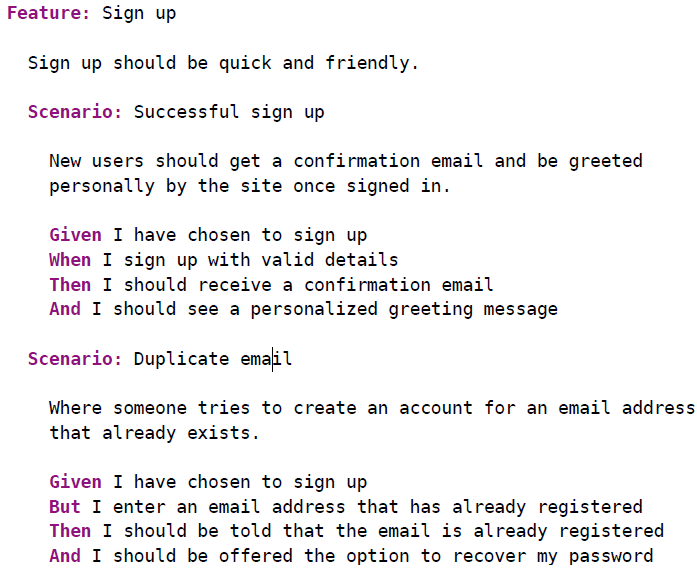 Feature: Sign up
Sign up should be quick and friendly.
Scenario: Successful sign up
New users should get a confirmation email and be greeted
personally by the site once signed in.
Given I have chosen to sign up
When I sign up with valid details
Then I should receive a confirmation email
And I should see a personalized greeting message
Scenario: Duplicate email
Where someone tries to create an account for an email address
that already exists.
Given I have chosen to sign up
But I enter an email address that has already registered
Then I should be told that the email is already registered
And I should be offered the option to recover my password